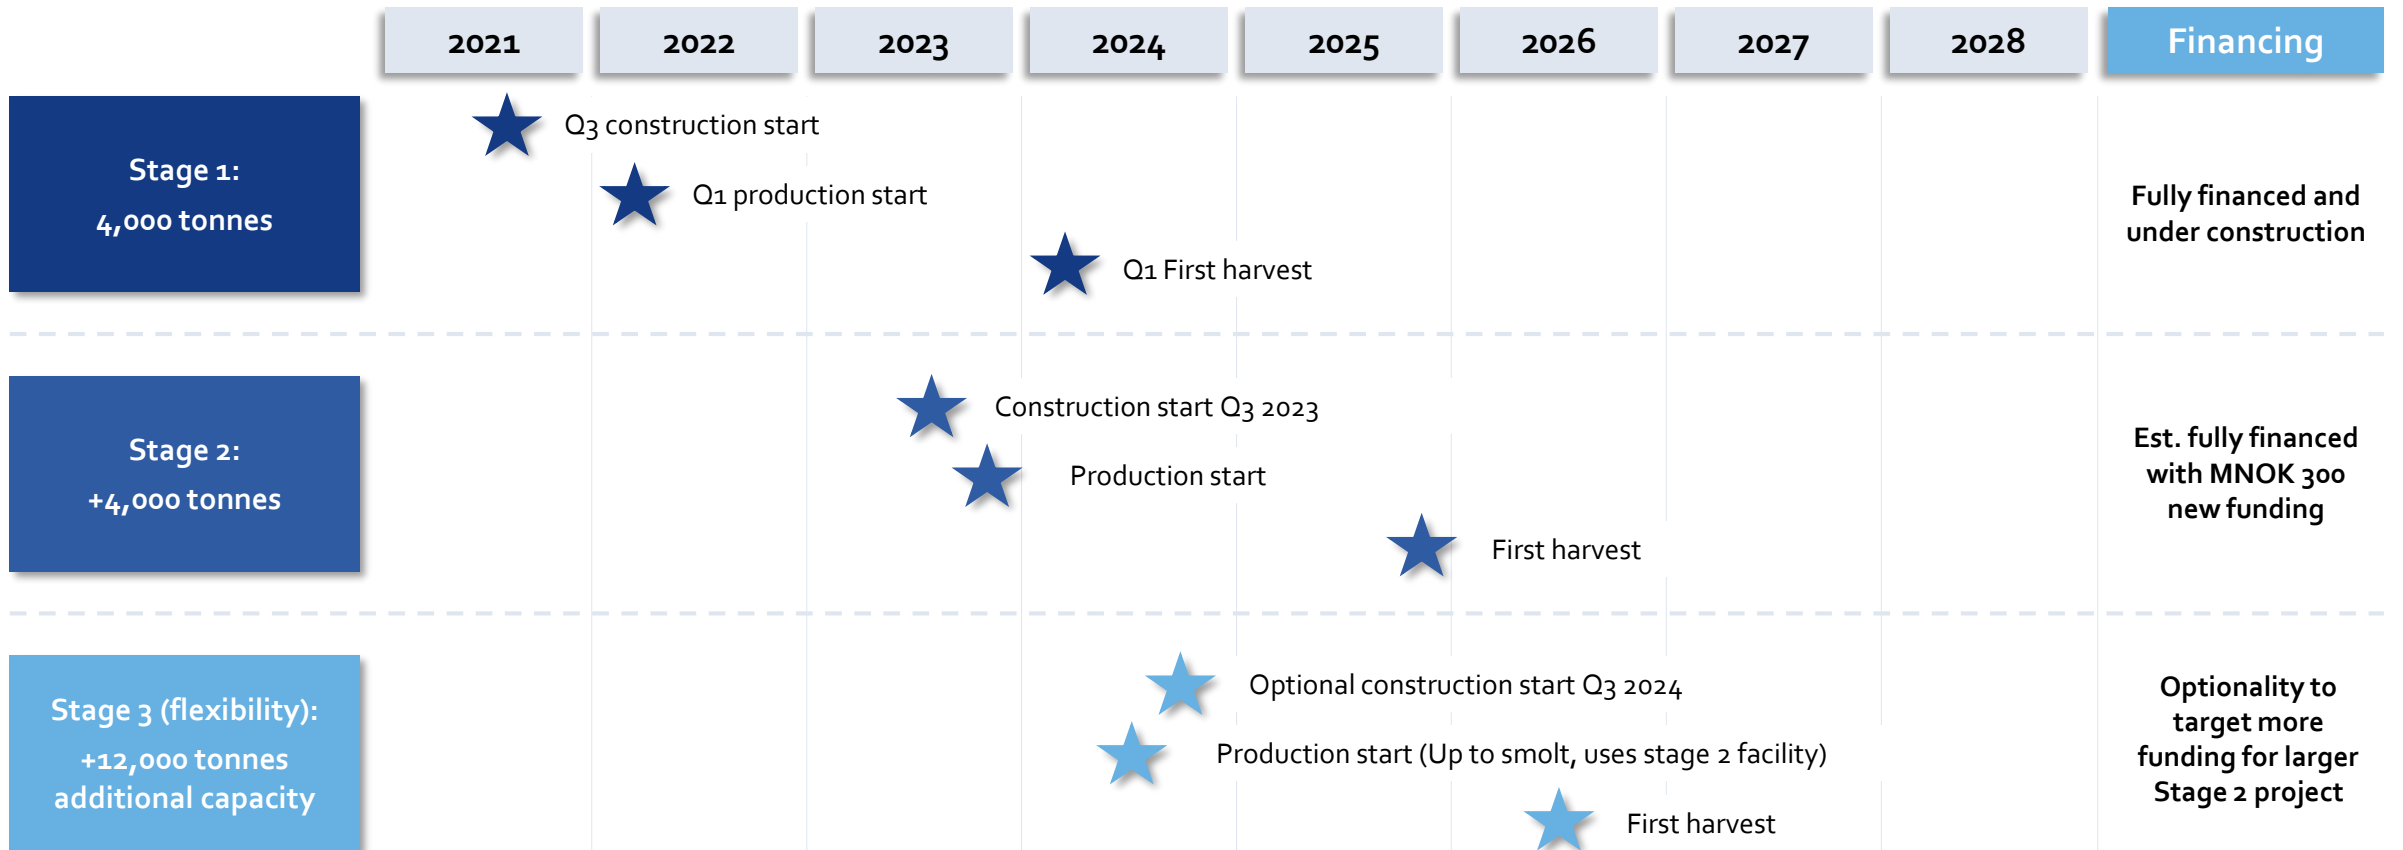 2021 2022 2023 2024 2025 2026 2027 2028 Financing
Stage 1:
4,000 tonnes
Q3 construction start
Q1 production start
Q1 First harvest
Fully financed and
under construction
Stage 2:
+4,000 tonnes
Construction start Q3 2023
Production start
First harvest
Est. fully financed
with MNOK 300
new funding
Stage 3 (flexibility):
+12,000 tonnes
additional capacity
Optional construction start Q3 2024
Production start (Up to smolt, uses stage 2 facility)
First harvest
Optionality to
target more
funding for larger
Stage 2 project